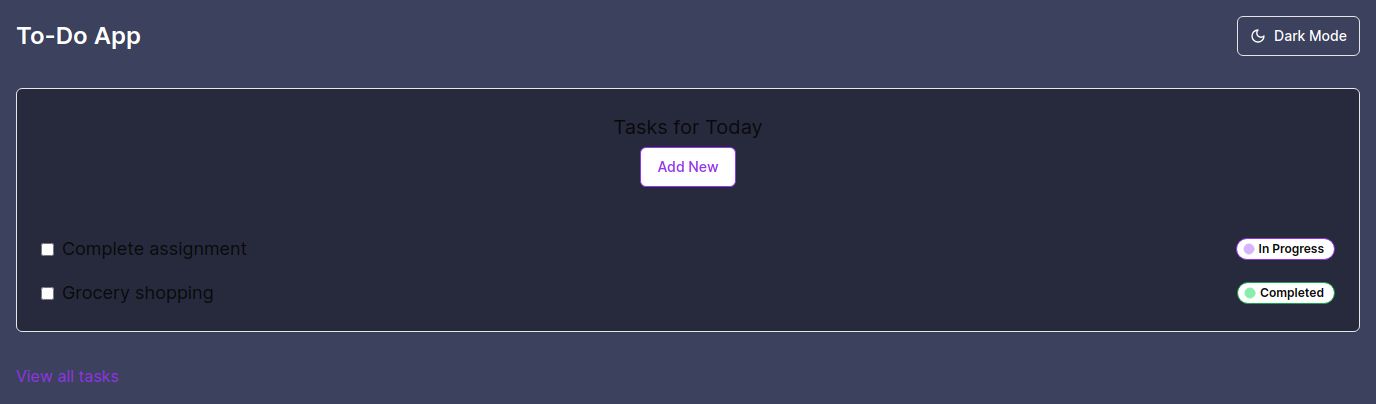 To-Do App
Dark Mode
Tasks for Today
Add New
Complete assignment
In Progress
Grocery shopping
Completed
View all tasks